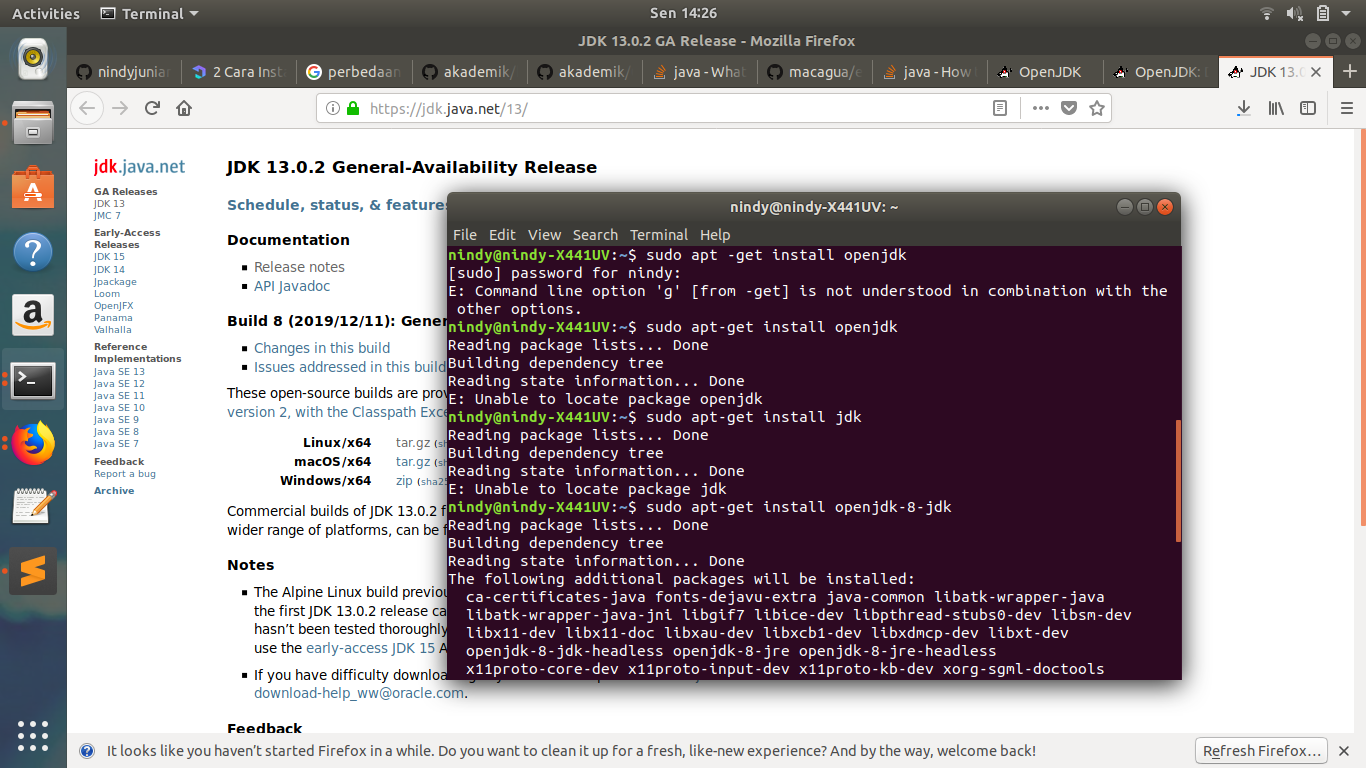 Activities Terminal Sen 14:26
JDK 13.0.2 GA Release - Mozilla Firefox
nindyjuniar 2 Cara Inst perbedaan akademik/ akademik/ java - What macagua/e java - How OpenJDK OpenJDK: JDK 13.0
https://jdk.java.net/13/
jdk.java.net
GA Releases
JDK 13
JMC 7
Early-Access
Releases
JDK 15
JDK 14
Jpackage
Loom
OpenJFX
Panama
Valhalla
Reference
Implementations
Java SE 13
Java SE 12
Java SE 11
Java SE 10
Java SE 9
Java SE 8
Java SE 7
Feedback
Report a bug
Archive
JDK 13.0.2 General-Availability Release
Schedule, status, & features
Documentation
Release notes
API Javadoc
Build 8 (2019/12/11): Gener
Changes in this build
Issues addressed in this build
These open-source builds are prov
version 2, with the Classpath Exce
Linux/x64 tar.gz (sha
macOS/x64 tar.gz (sha
Windows/x64 zip (sha25
Commercial builds of JDK 13.0.2 f
wider range of platforms, can be f
Notes
The Alpine Linux build previou
the first JDK 13.0.2 release ca
hasn't been tested thoroughly
use the early-access JDK 15 A
If you have difficulty downloa
download-help_ww@oracle.com.
Feedback
nindy@nindy-X441UV: ~
File Edit View Search Terminal Help
nindy@nindy-X441UV:~$ sudo apt -get install openjdk
[sudo] password for nindy:
E: Command line option 'g' [from -get] is not understood in combination with the
 other options.
nindy@nindy-X441UV:~$ sudo apt-get install openjdk
Reading package lists... Done
Building dependency tree
Reading state information... Done
E: Unable to locate package openjdk
nindy@nindy-X441UV:~$ sudo apt-get install jdk
Reading package lists... Done
Building dependency tree
Reading state information... Done
E: Unable to locate package jdk
nindy@nindy-X441UV:~$ sudo apt-get install openjdk-8-jdk
Reading package lists... Done
Building dependency tree
Reading state information... Done
The following additional packages will be installed:
  ca-certificates-java fonts-dejavu-extra java-common libatk-wrapper-java
  libatk-wrapper-java-jni libgif7 libice-dev libpthread-stubs0-dev libsm-dev
  libx11-dev libx11-doc libxau-dev libxcb1-dev libxdmcp-dev libxt-dev
  openjdk-8-jdk-headless openjdk-8-jre openjdk-8-jre-headless
  x11proto-core-dev x11proto-input-dev x11proto-kb-dev xorg-sgml-doctools
It looks like you haven't started Firefox in a while. Do you want to clean it up for a fresh, like-new experience? And by the way, welcome back! Refresh Firefox...